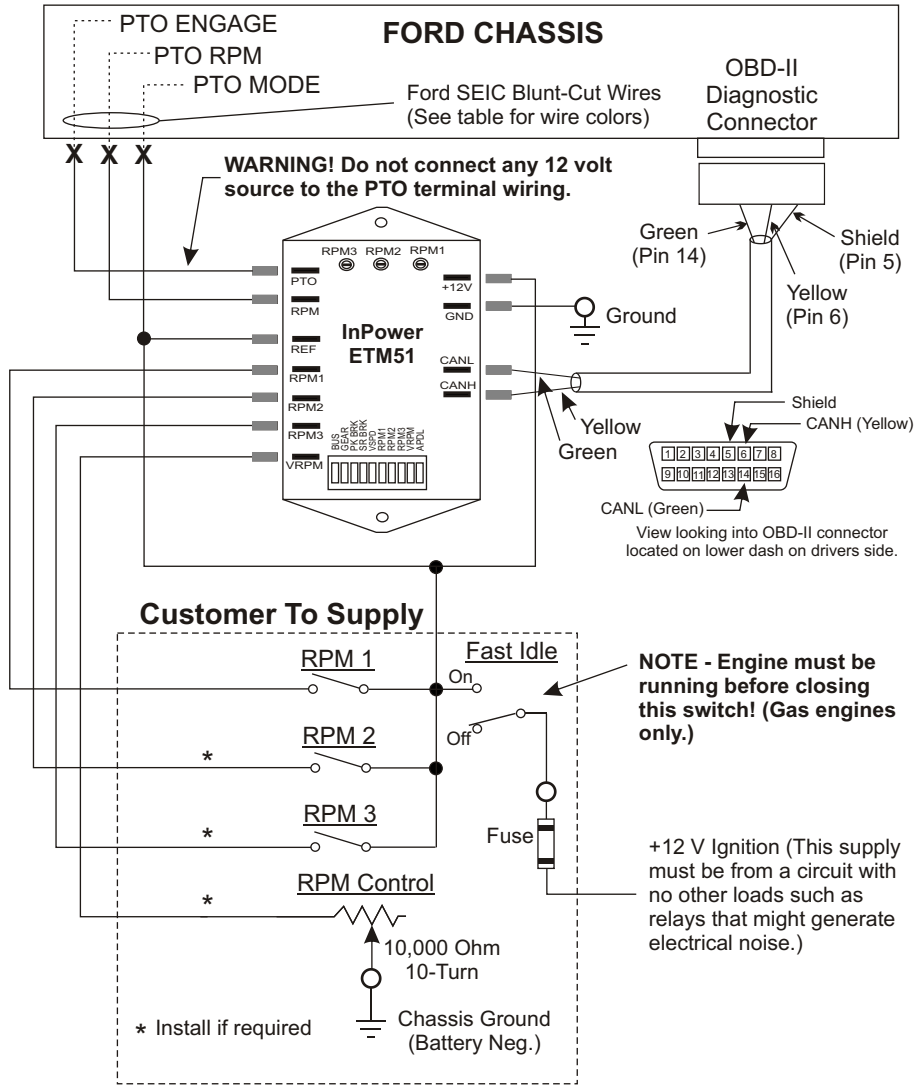 PTO ENGAGE
PTO RPM
PTO MODE
FORD CHASSIS
Ford SEIC Blunt-Cut Wires
(See table for wire colors)
OBD-II
Diagnostic
Connector
X X X
WARNING! Do not connect any 12 volt
source to the PTO terminal wiring.
Green
(Pin 14)
Shield
(Pin 5)
Yellow
(Pin 6)
RPM3 RPM2 RPM1
PTO
RPM
REF
RPM1
RPM2
RPM3
VRPM
+12V
GND
CANL
CANH
InPower
ETM51
BUS
GEAR
PK BRK
SR BRK
VSPD
RPM1
RPM2
RPM3
VRPM
APDL
Ground
Yellow
Green
Shield
CANH (Yellow)
1 2 3 4 5 6 7 8
9 10 11 12 13 14 15 16
CANL (Green)
View looking into OBD-II connector
located on lower dash on drivers side.
Customer To Supply
RPM 1
Fast Idle
On
Off
NOTE - Engine must be
running before closing
this switch! (Gas engines
only.)
* RPM 2
* RPM 3
Fuse
+12 V Ignition (This supply
must be from a circuit with
no other loads such as
relays that might generate
electrical noise.)
* RPM Control
10,000 Ohm
10-Turn
* Install if required
Chassis Ground
(Battery Neg.)